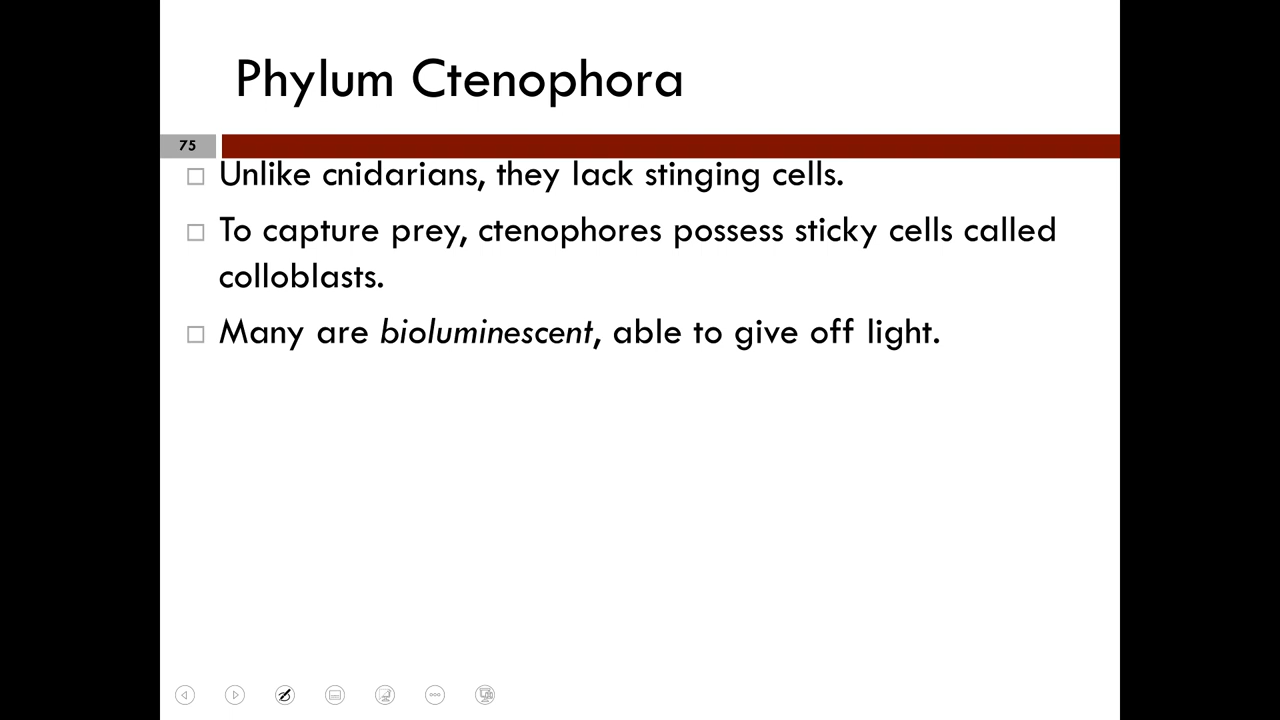 Phylum Ctenophora
75
Unlike cnidarians, they lack stinging cells.
To capture prey, ctenophores possess sticky cells called
colloblasts.
Many are bioluminescent, able to give off light.